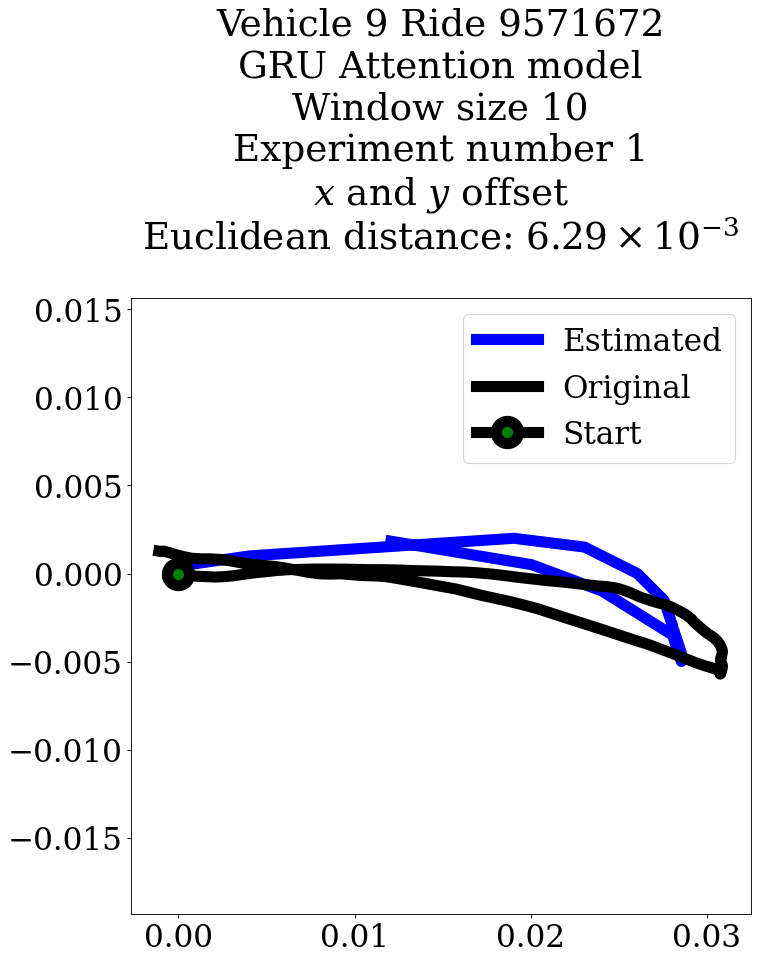 Vehicle 9 Ride 9571672
GRU Attention model
Window size 10
Experiment number 1
x and y offset
Euclidean distance: 6.29 × 10⁻³
0.015
0.010
0.005
0.000
−0.005
−0.010
−0.015
Estimated
Original
Start
0.00
0.01
0.02
0.03